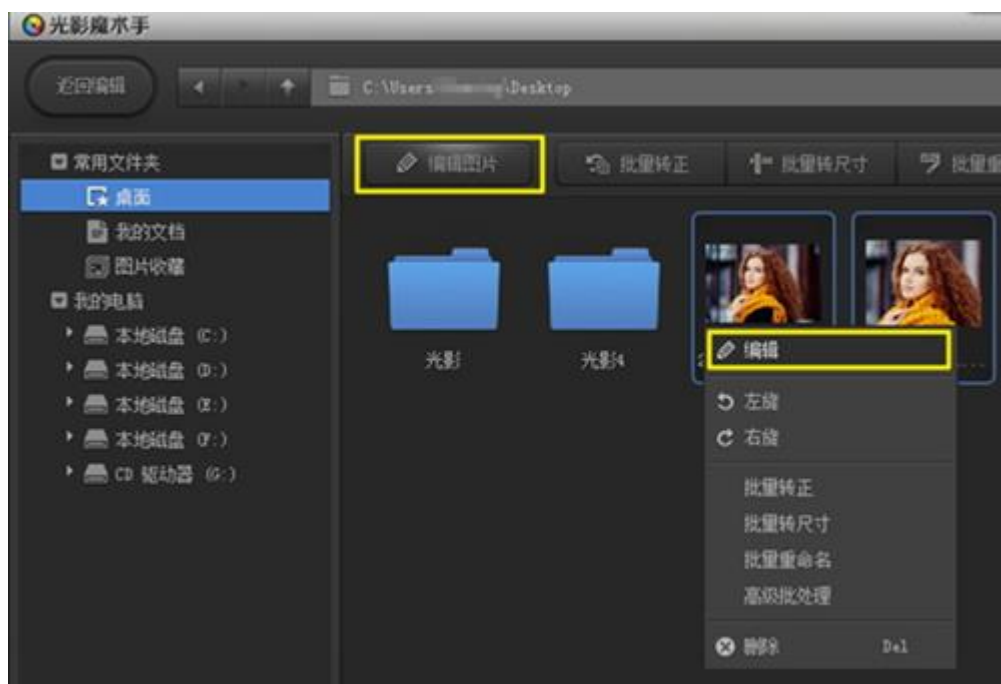 光影魔术手
返回编辑
C:\Users\ \Desktop
常用文件夹
桌面
我的文档
图片收藏
我的电脑
本地磁盘 (C:)
本地磁盘 (D:)
本地磁盘 (E:)
本地磁盘 (F:)
CD 驱动器 (G:)
编辑图片
批量转正
批量转尺寸
批量重
光影
光影4
编辑
左旋
右旋
批量转正
批量转尺寸
批量重命名
高级批处理
删除 Del